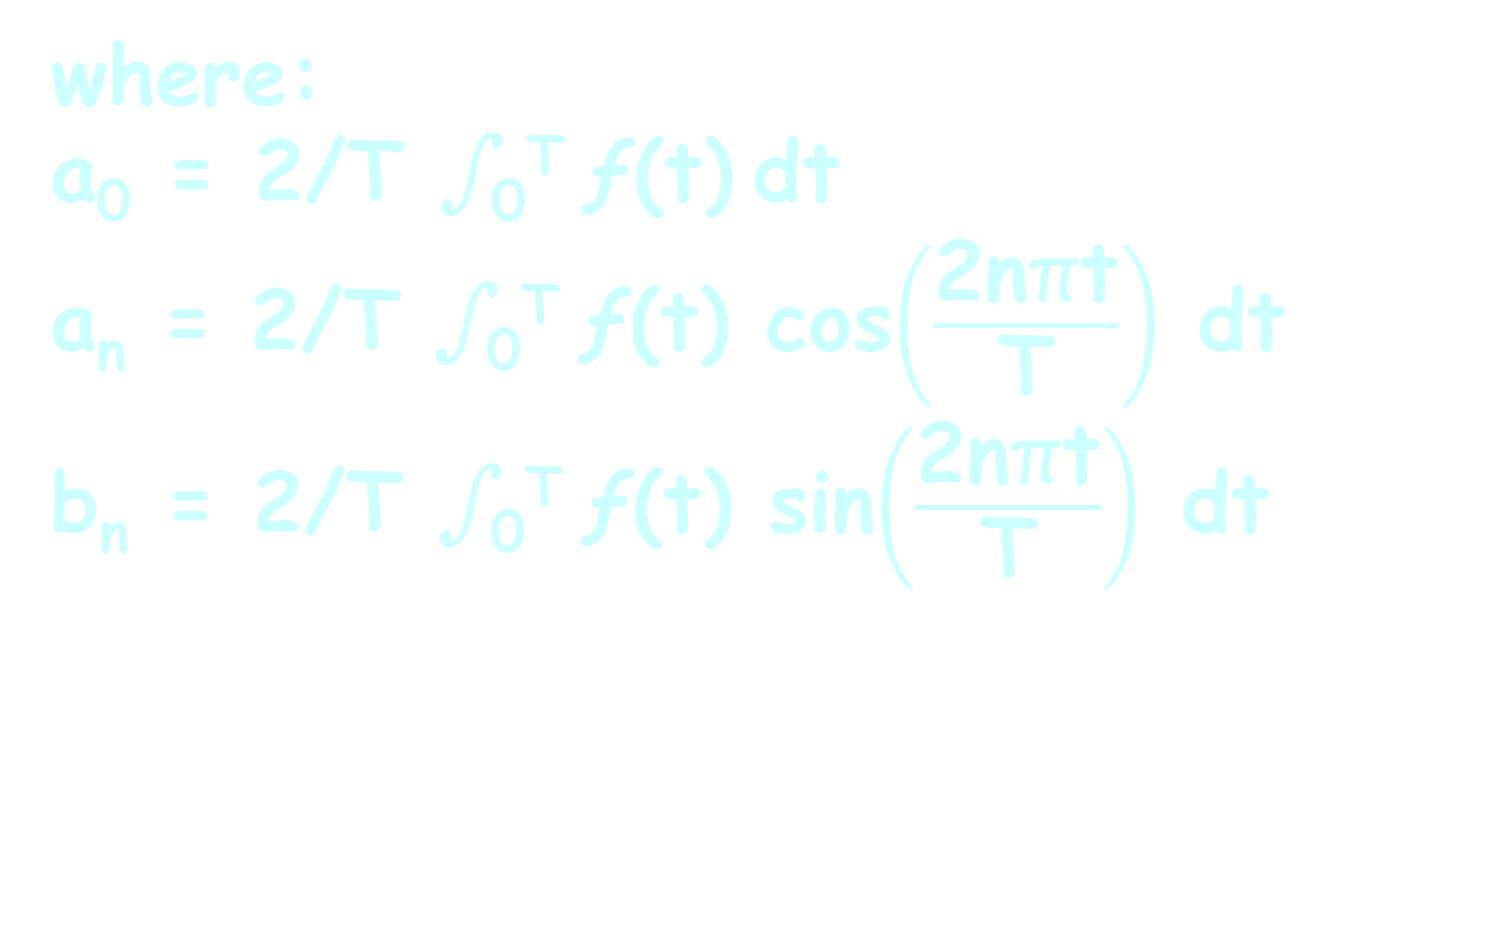 where:
a₀ = 2/T ∫₀ᵀ f(t) dt
aₙ = 2/T ∫₀ᵀ f(t) cos(2nπt/T) dt
bₙ = 2/T ∫₀ᵀ f(t) sin(2nπt/T) dt